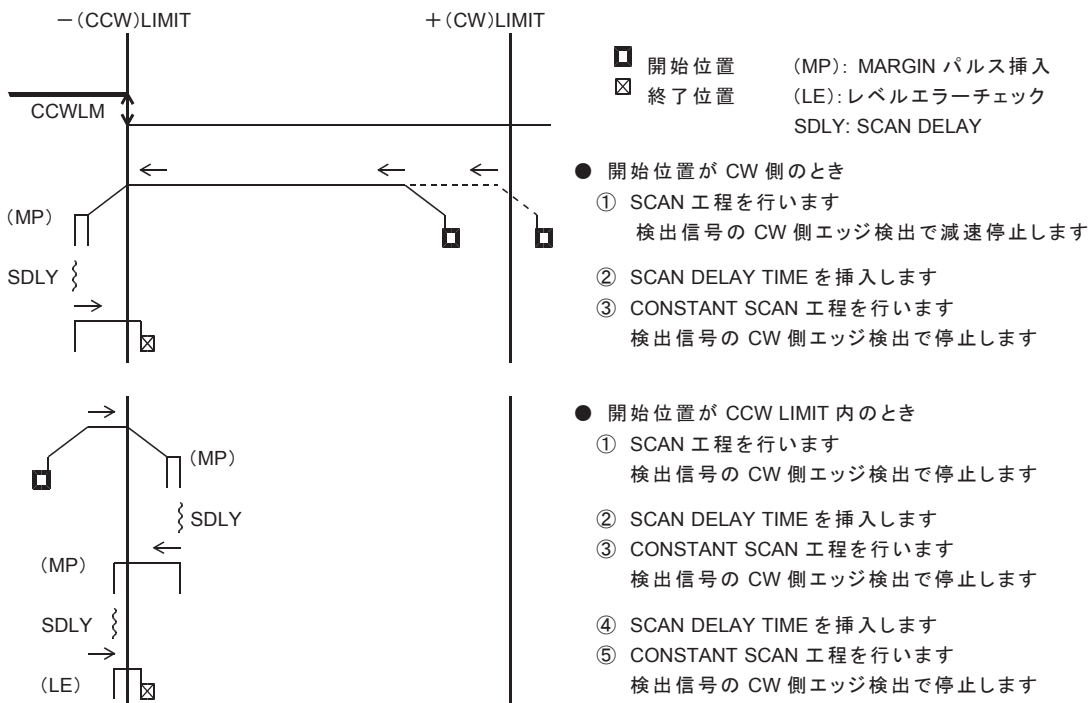 －(CCW)LIMIT
＋(CW)LIMIT
CCWLM
(MP)
SDLY
開始位置 (MP): MARGIN パルス挿入
終了位置 (LE):レベルエラーチェック
SDLY: SCAN DELAY
● 開始位置が CW 側のとき
① SCAN 工程を行います
検出信号の CW 側エッジ検出で減速停止します
② SCAN DELAY TIME を挿入します
③ CONSTANT SCAN 工程を行います
検出信号の CW 側エッジ検出で停止します
(MP)
SDLY
(MP)
SDLY
(LE)
● 開始位置が CCW LIMIT 内のとき
① SCAN 工程を行います
検出信号の CW 側エッジ検出で停止します
② SCAN DELAY TIME を挿入します
③ CONSTANT SCAN 工程を行います
検出信号の CW 側エッジ検出で停止します
④ SCAN DELAY TIME を挿入します
⑤ CONSTANT SCAN 工程を行います
検出信号の CW 側エッジ検出で停止します